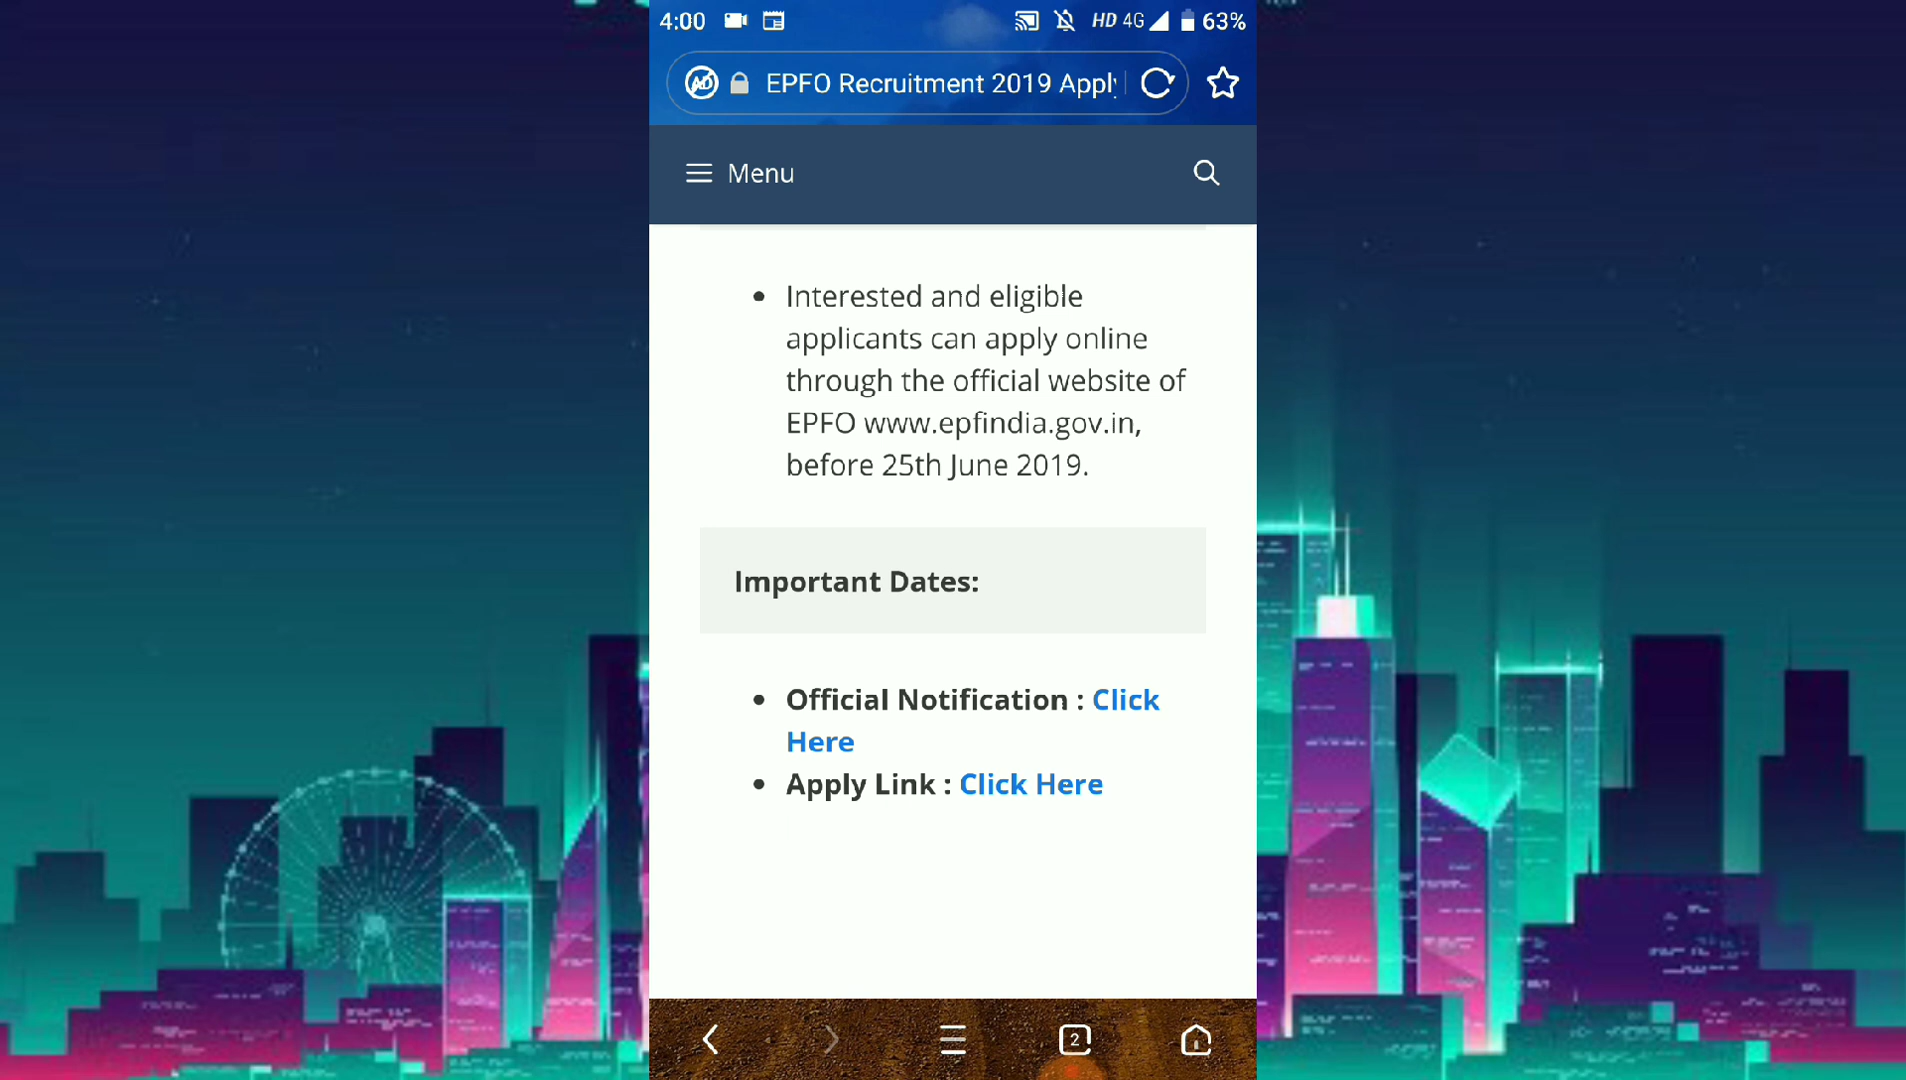 4:00 HD 4G 63%
AD EPFO Recruitment 2019 Apply
Menu
Interested and eligible
applicants can apply online
through the official website of
EPFO www.epfindia.gov.in,
before 25th June 2019.
Important Dates:
Official Notification : Click
Here
Apply Link : Click Here
2